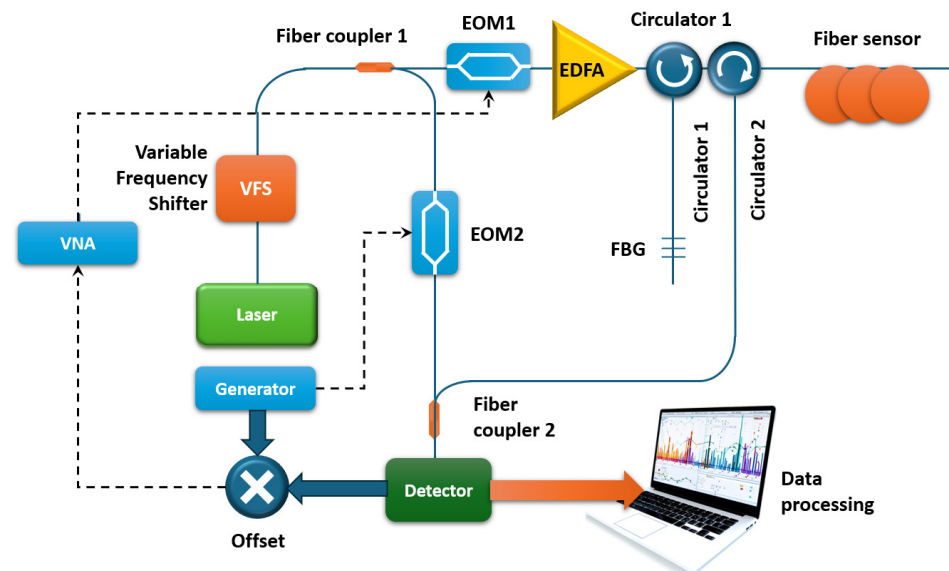 EOM1
Circulator 1
Fiber coupler 1
Fiber sensor
EDFA
Variable
Frequency
Shifter
VFS
Circulator 1
Circulator 2
VNA
EOM2
FBG
Laser
Generator
Fiber
coupler 2
Detector
Data
processing
Offset